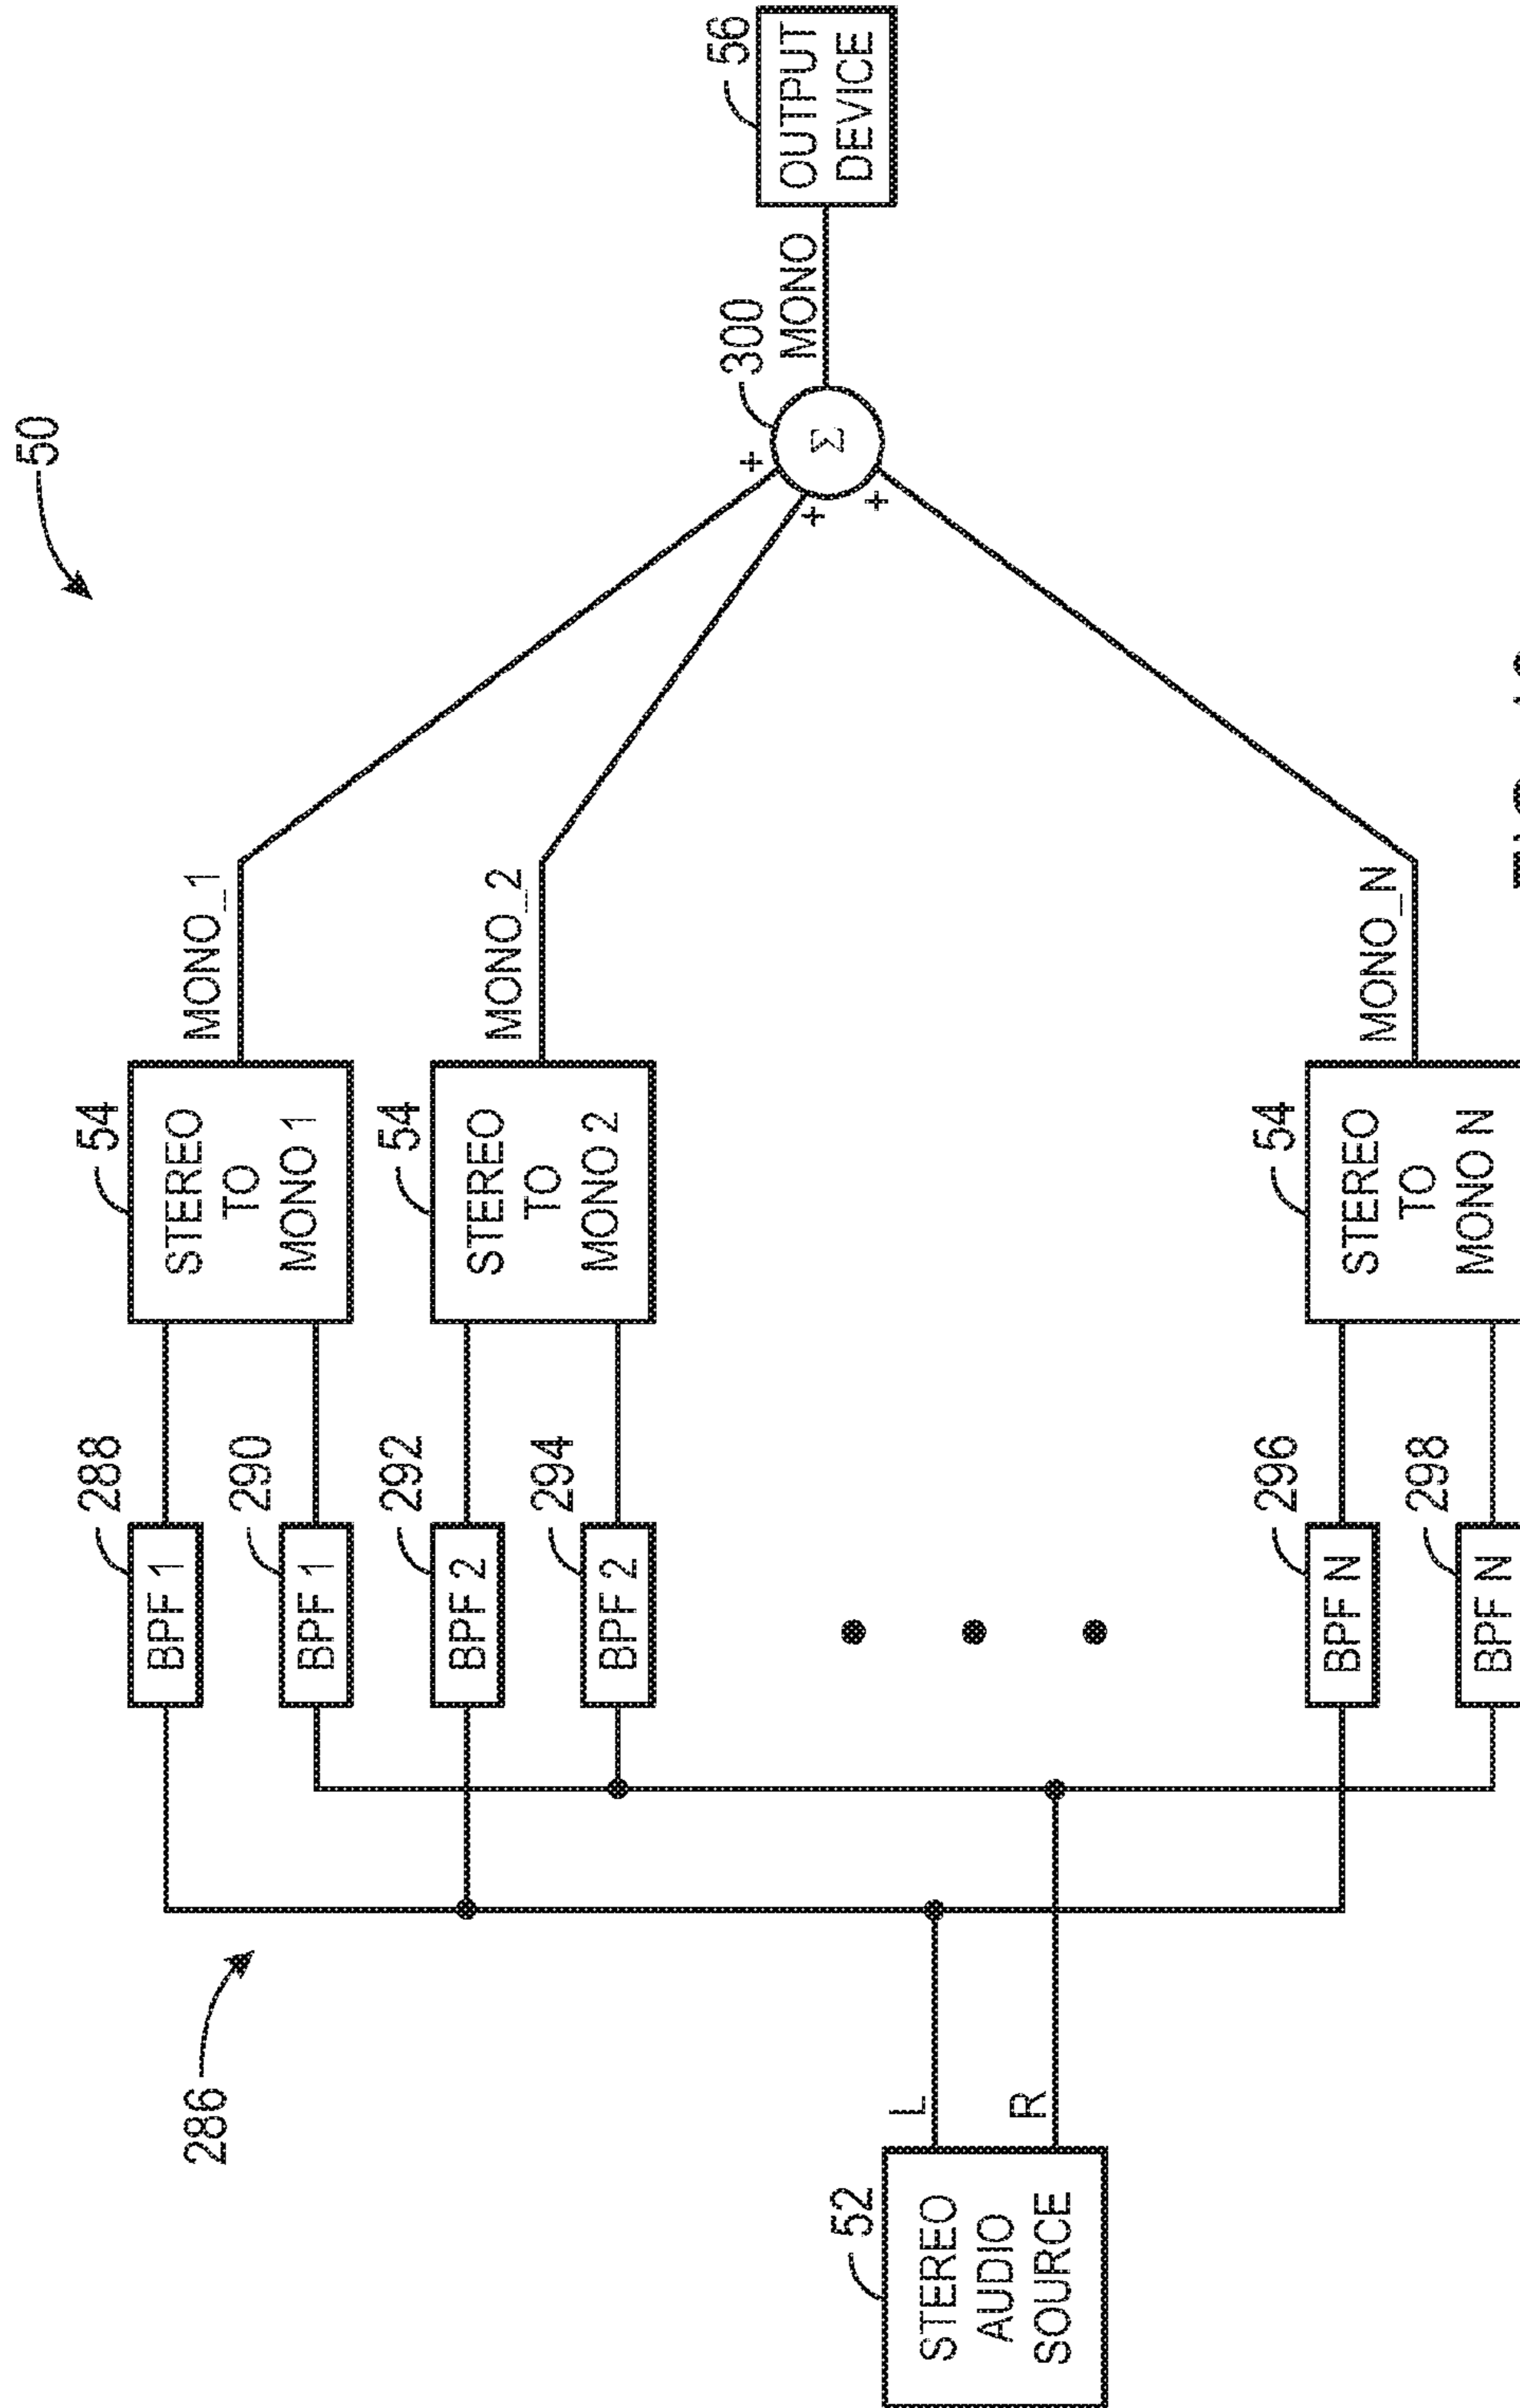 50
286
52
STEREO
AUDIO
SOURCE
L
R
288
BPF 1
290
BPF 1
292
BPF 2
294
BPF 2
296
BPF N
298
BPF N
54
STEREO
TO
MONO 1
54
STEREO
TO
MONO 2
54
STEREO
TO
MONO N
MONO_1
MONO_2
MONO_N
+
+
+
Σ
300
MONO
56
OUTPUT
DEVICE